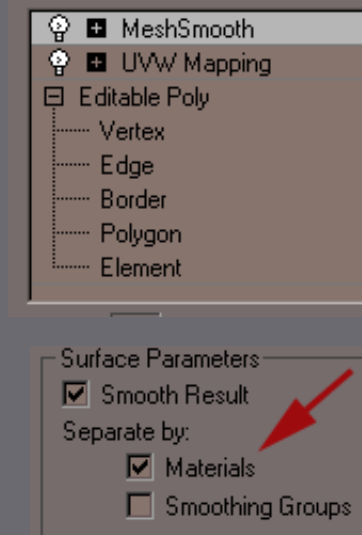 MeshSmooth
UVW Mapping
Editable Poly
Vertex
Edge
Border
Polygon
Element
Surface Parameters
Smooth Result
Separate by:
Materials
Smoothing Groups